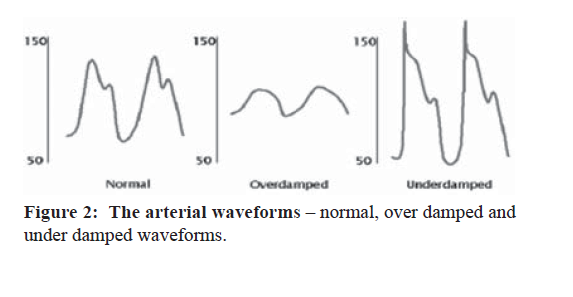 150 150 150
50 50 50
Normal Overdamped Underdamped
Figure 2: The arterial waveforms – normal, over damped and
under damped waveforms.